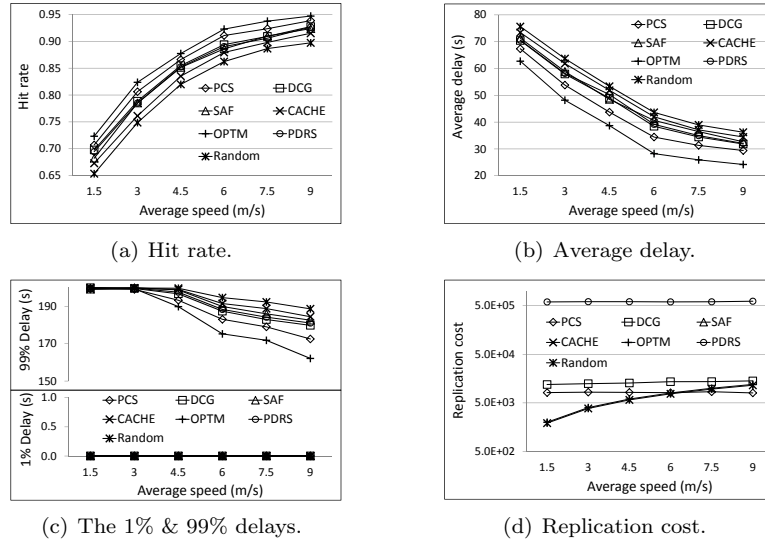 0.95
0.90
0.85
0.80
0.75
0.70
0.65
Hit rate
PCS DCG
SAF CACHE
OPTM PDRS
Random
1.5 3 4.5 6 7.5 9
Average speed (m/s)
(a) Hit rate.
80
70
60
50
40
30
20
Average delay (s)
PCS DCG
SAF CACHE
OPTM PDRS
Random
1.5 3 4.5 6 7.5 9
Average speed (m/s)
(b) Average delay.
190
170
150
99% Delay (s)
1.0
0.5
0.0
1% Delay (s)
PCS DCG SAF
CACHE OPTM PDRS
Random
1.5 3 4.5 6 7.5 9
Average speed (m/s)
(c) The 1% & 99% delays.
5.0E+05
5.0E+04
5.0E+03
5.0E+02
Replication cost
PCS DCG SAF
CACHE OPTM PDRS
Random
1.5 3 4.5 6 7.5 9
Average speed (m/s)
(d) Replication cost.